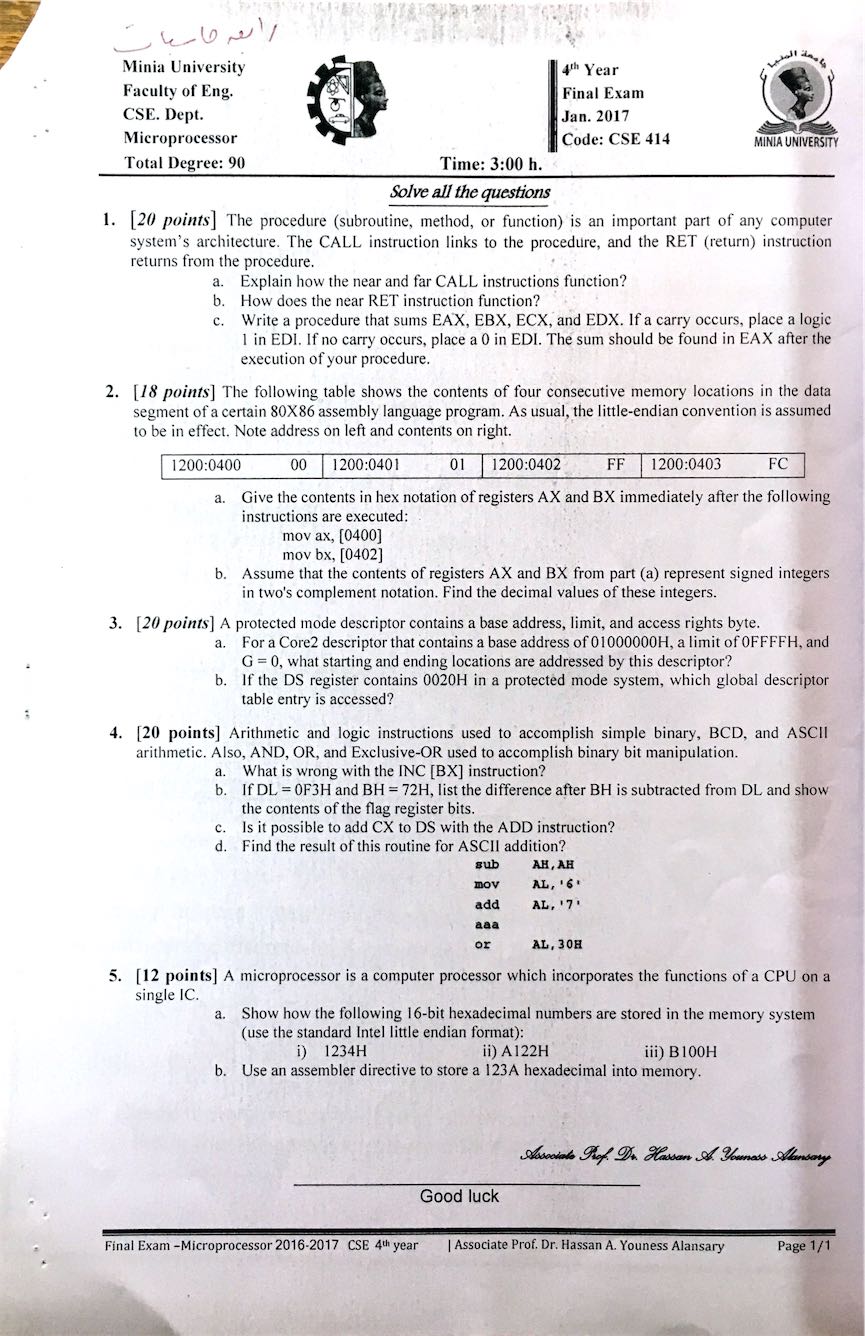 رابعه حاسبات
Minia University
Faculty of Eng.
CSE. Dept.
Microprocessor
Total Degree: 90
Time: 3:00 h.
4th Year
Final Exam
Jan. 2017
Code: CSE 414
جامعة المنيا
MINIA UNIVERSITY
Solve all the questions
1. [20 points] The procedure (subroutine, method, or function) is an important part of any computer
system's architecture. The CALL instruction links to the procedure, and the RET (return) instruction
returns from the procedure.
a. Explain how the near and far CALL instructions function?
b. How does the near RET instruction function?
c. Write a procedure that sums EAX, EBX, ECX, and EDX. If a carry occurs, place a logic
1 in EDI. If no carry occurs, place a 0 in EDI. The sum should be found in EAX after the
execution of your procedure.
2. [18 points] The following table shows the contents of four consecutive memory locations in the data
segment of a certain 80X86 assembly language program. As usual, the little-endian convention is assumed
to be in effect. Note address on left and contents on right.
1200:0400 00 1200:0401 01 1200:0402 FF 1200:0403 FC
a. Give the contents in hex notation of registers AX and BX immediately after the following
instructions are executed:
mov ax, [0400]
mov bx, [0402]
b. Assume that the contents of registers AX and BX from part (a) represent signed integers
in two's complement notation. Find the decimal values of these integers.
3. [20 points] A protected mode descriptor contains a base address, limit, and access rights byte.
a. For a Core2 descriptor that contains a base address of 01000000H, a limit of 0FFFFH, and
G = 0, what starting and ending locations are addressed by this descriptor?
b. If the DS register contains 0020H in a protected mode system, which global descriptor
table entry is accessed?
4. [20 points] Arithmetic and logic instructions used to accomplish simple binary, BCD, and ASCII
arithmetic. Also, AND, OR, and Exclusive-OR used to accomplish binary bit manipulation.
a. What is wrong with the INC [BX] instruction?
b. If DL = 0F3H and BH = 72H, list the difference after BH is subtracted from DL and show
the contents of the flag register bits.
c. Is it possible to add CX to DS with the ADD instruction?
d. Find the result of this routine for ASCII addition?
sub AH,AH
mov AL,'6'
add AL,'7'
aaa
or AL,30H
5. [12 points] A microprocessor is a computer processor which incorporates the functions of a CPU on a
single IC.
a. Show how the following 16-bit hexadecimal numbers are stored in the memory system
(use the standard Intel little endian format):
i) 1234H ii) A122H iii) B100H
b. Use an assembler directive to store a 123A hexadecimal into memory.
Associate Prof. Dr. Hassan A. Youness Alansary
Good luck
Final Exam –Microprocessor 2016-2017 CSE 4th year | Associate Prof. Dr. Hassan A. Youness Alansary Page 1/1